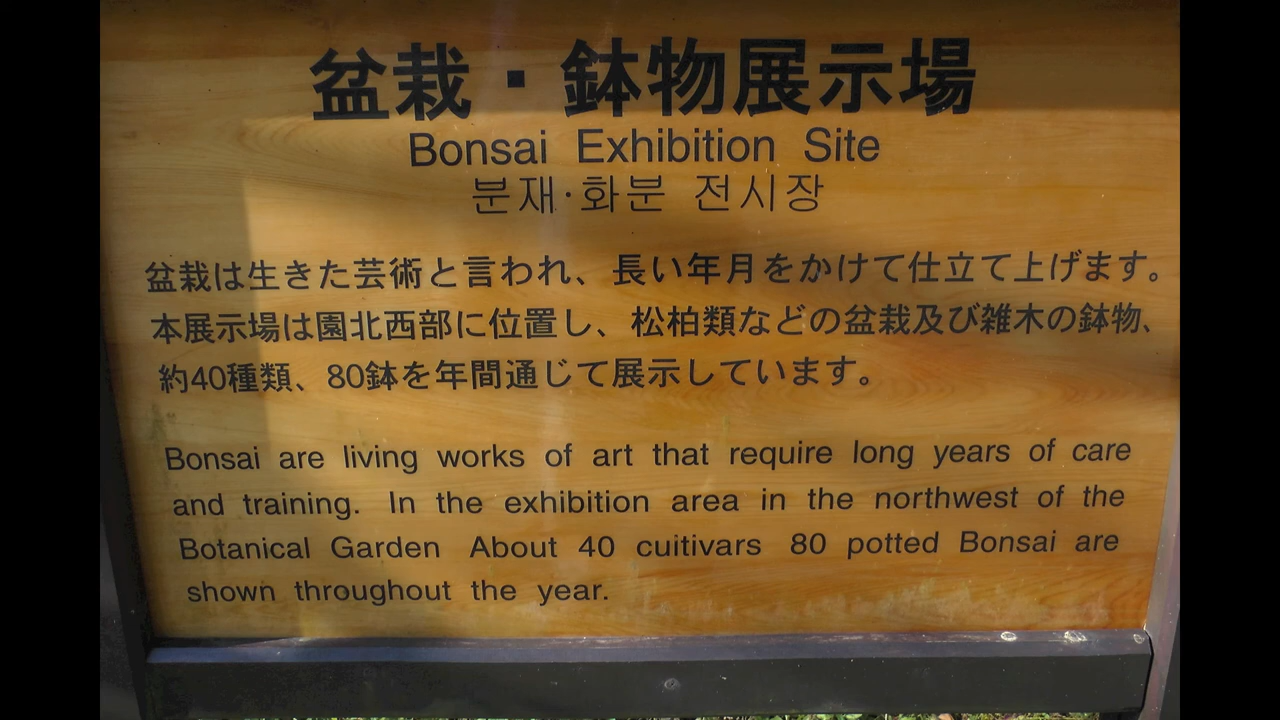 盆栽・鉢物展示場
Bonsai Exhibition Site
분재·화분 전시장
盆栽は生きた芸術と言われ、長い年月をかけて仕立て上げます。
本展示場は園北西部に位置し、松柏類などの盆栽及び雑木の鉢物、
約40種類、80鉢を年間通じて展示しています。
Bonsai are living works of art that require long years of care
and training. In the exhibition area in the northwest of the
Botanical Garden About 40 cuitivars 80 potted Bonsai are
shown throughout the year.